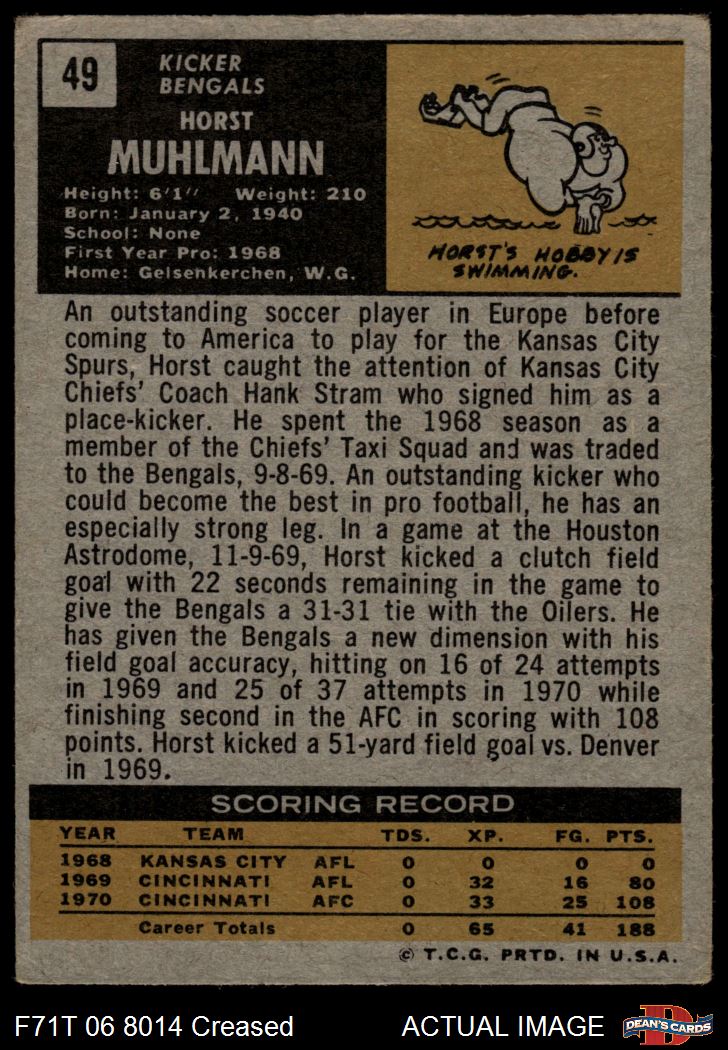 49
KICKER
BENGALS
HORST
MUHLMANN
Height: 6'1" Weight: 210
Born: January 2, 1940
School: None
First Year Pro: 1968
Home: Gelsenkerchen, W.G.
HORST'S HOBBY IS
SWIMMING.
An outstanding soccer player in Europe before
coming to America to play for the Kansas City
Spurs, Horst caught the attention of Kansas City
Chiefs' Coach Hank Stram who signed him as a
place-kicker. He spent the 1968 season as a
member of the Chiefs' Taxi Squad and was traded
to the Bengals, 9-8-69. An outstanding kicker who
could become the best in pro football, he has an
especially strong leg. In a game at the Houston
Astrodome, 11-9-69, Horst kicked a clutch field
goal with 22 seconds remaining in the game to
give the Bengals a 31-31 tie with the Oilers. He
has given the Bengals a new dimension with his
field goal accuracy, hitting on 16 of 24 attempts
in 1969 and 25 of 37 attempts in 1970 while
finishing second in the AFC in scoring with 108
points. Horst kicked a 51-yard field goal vs. Denver
in 1969.
SCORING RECORD
YEAR TEAM TDS. XP. FG. PTS.
1968 KANSAS CITY AFL 0 0 0 0
1969 CINCINNATI AFL 0 32 16 80
1970 CINCINNATI AFC 0 33 25 108
Career Totals 0 65 41 188
© T.C.G. PRTD. IN U.S.A.
F71T 06 8014 Creased ACTUAL IMAGE
D
DEAN'S CARDS